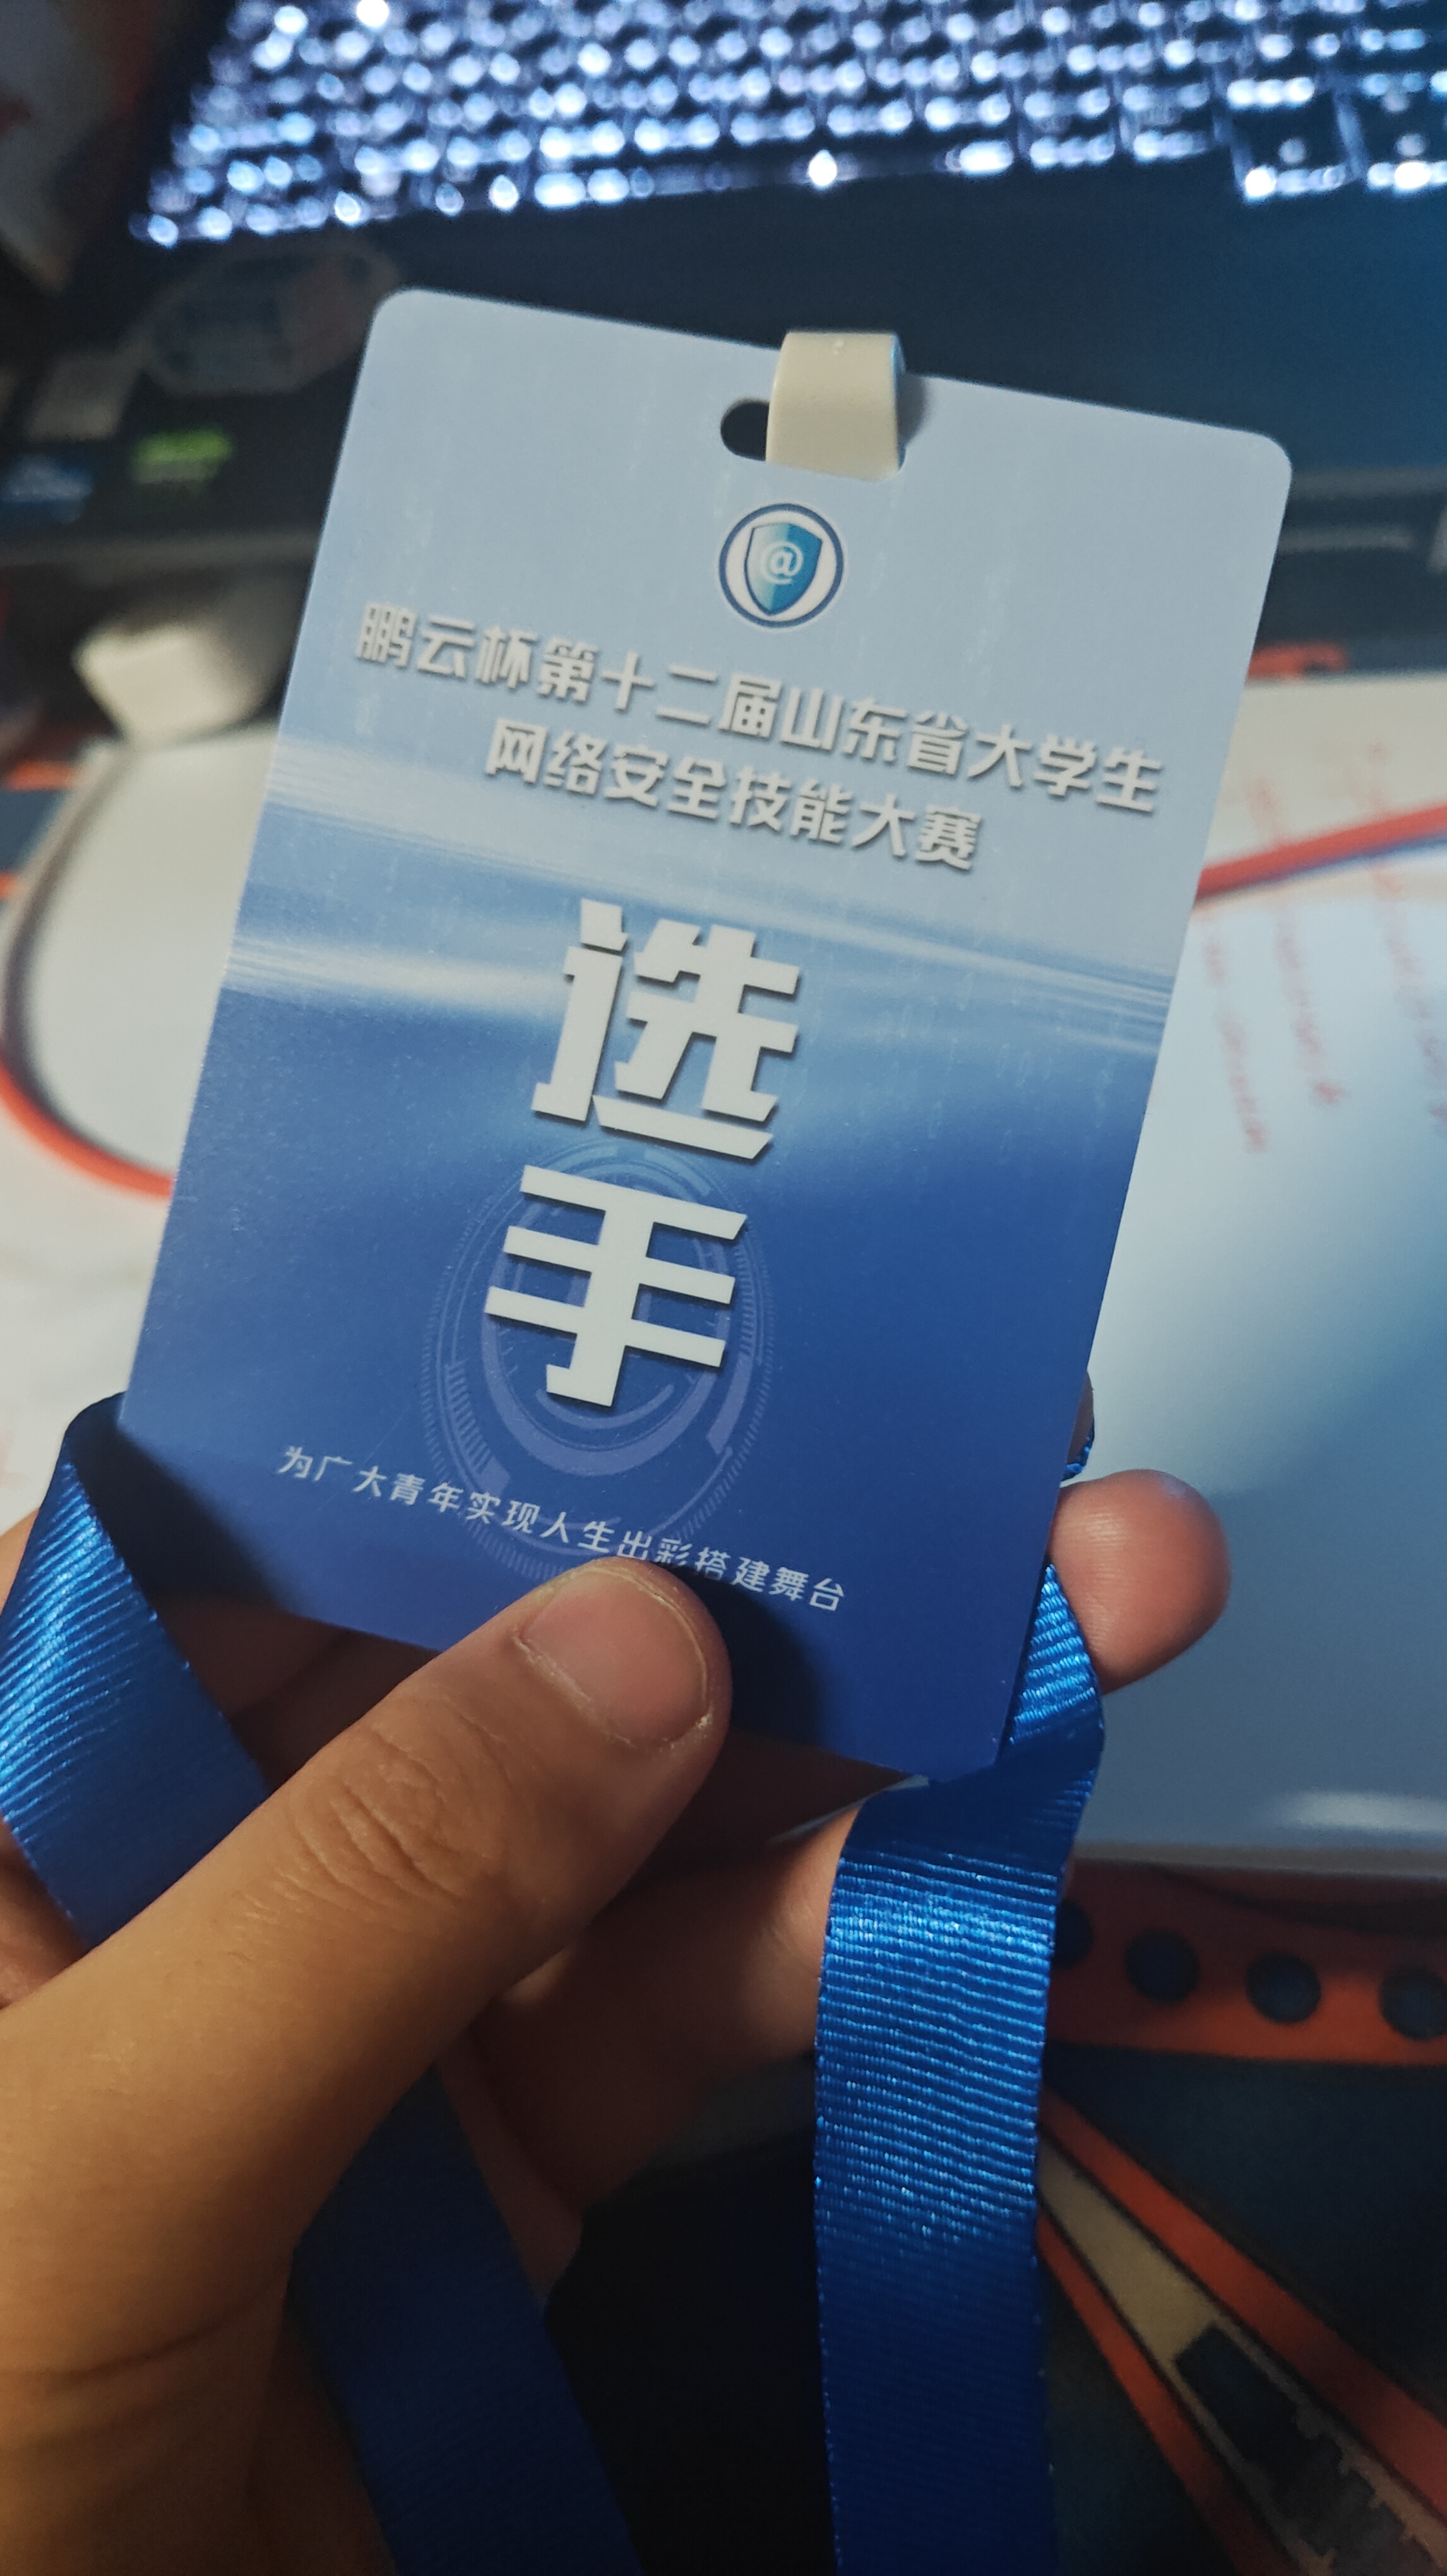 @
鹏云杯第十二届山东省大学生
网络安全技能大赛
选
手
为广大青年实现人生出彩搭建舞台